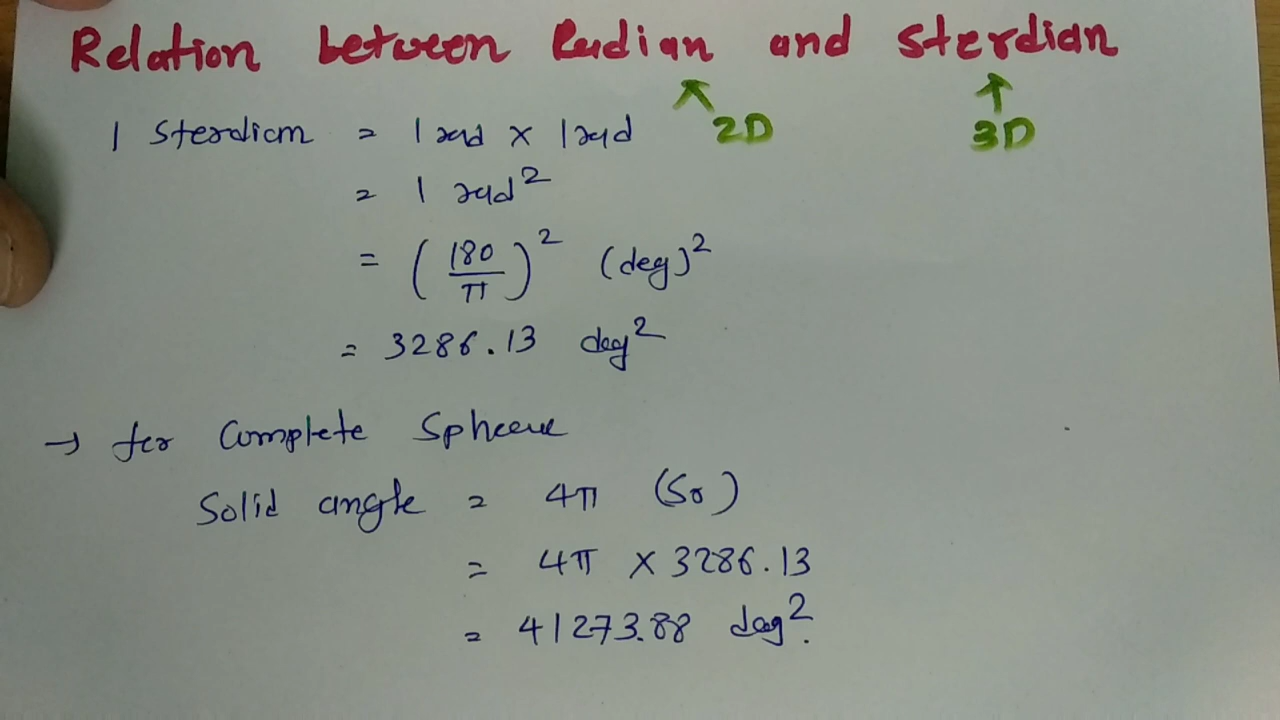 Relation between Radian and Sterdian
2D
3D
1 Sterdian = 1 rad × 1 rad
= 1 rad²
= (180/π)² (deg)²
= 3286.13 deg²
→ for Complete Spheere
Solid angle = 4π (Sr)
= 4π × 3286.13
= 41273.88 deg².